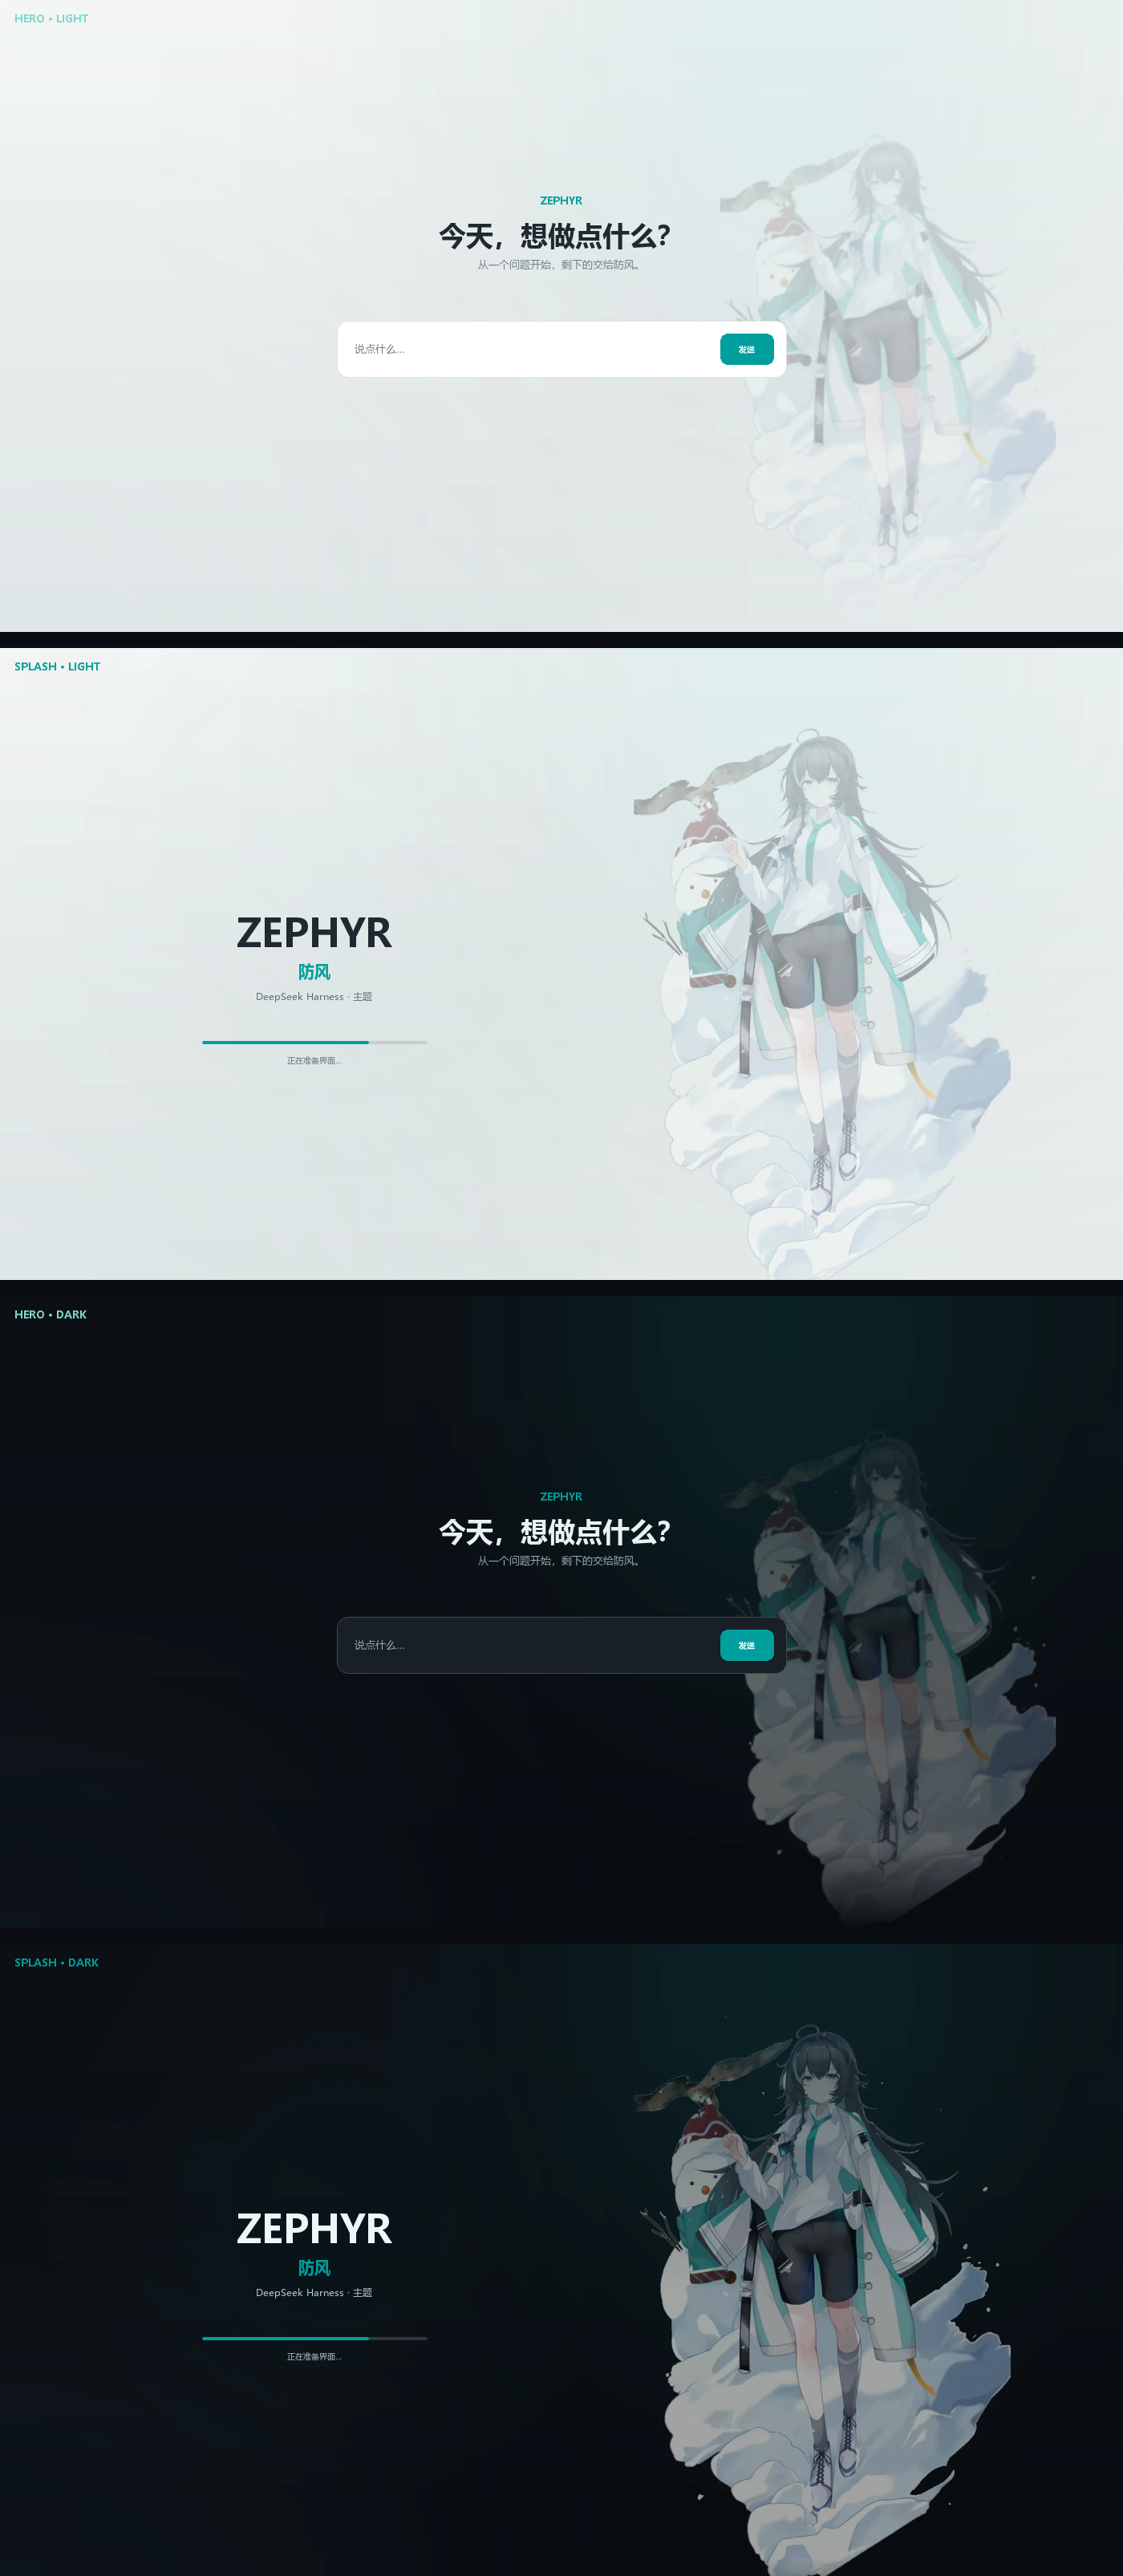 HERO • LIGHT
ZEPHYR
今天，想做点什么？
从一个问题开始，剩下的交给防风。
说点什么...
发送
SPLASH • LIGHT
ZEPHYR
防风
DeepSeek Harness · 主题
正在准备界面...
HERO • DARK
ZEPHYR
今天，想做点什么？
从一个问题开始，剩下的交给防风。
说点什么...
发送
SPLASH • DARK
ZEPHYR
防风
DeepSeek Harness · 主题
正在准备界面...